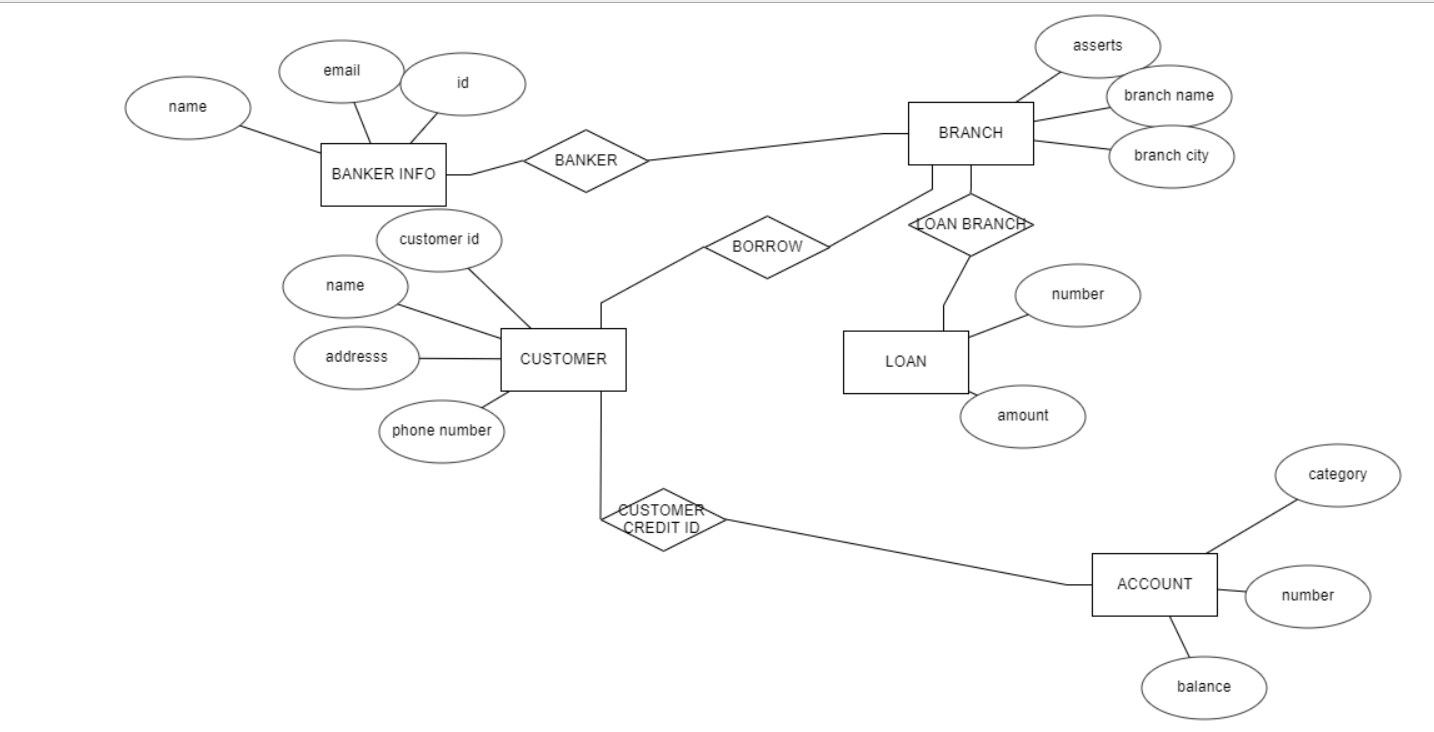 asserts
email
id
branch name
name
BRANCH
branch city
BANKER
BANKER INFO
LOAN BRANCH
customer id
BORROW
name
number
addresss
CUSTOMER
LOAN
amount
phone number
category
CUSTOMER
CREDIT ID
ACCOUNT
number
balance